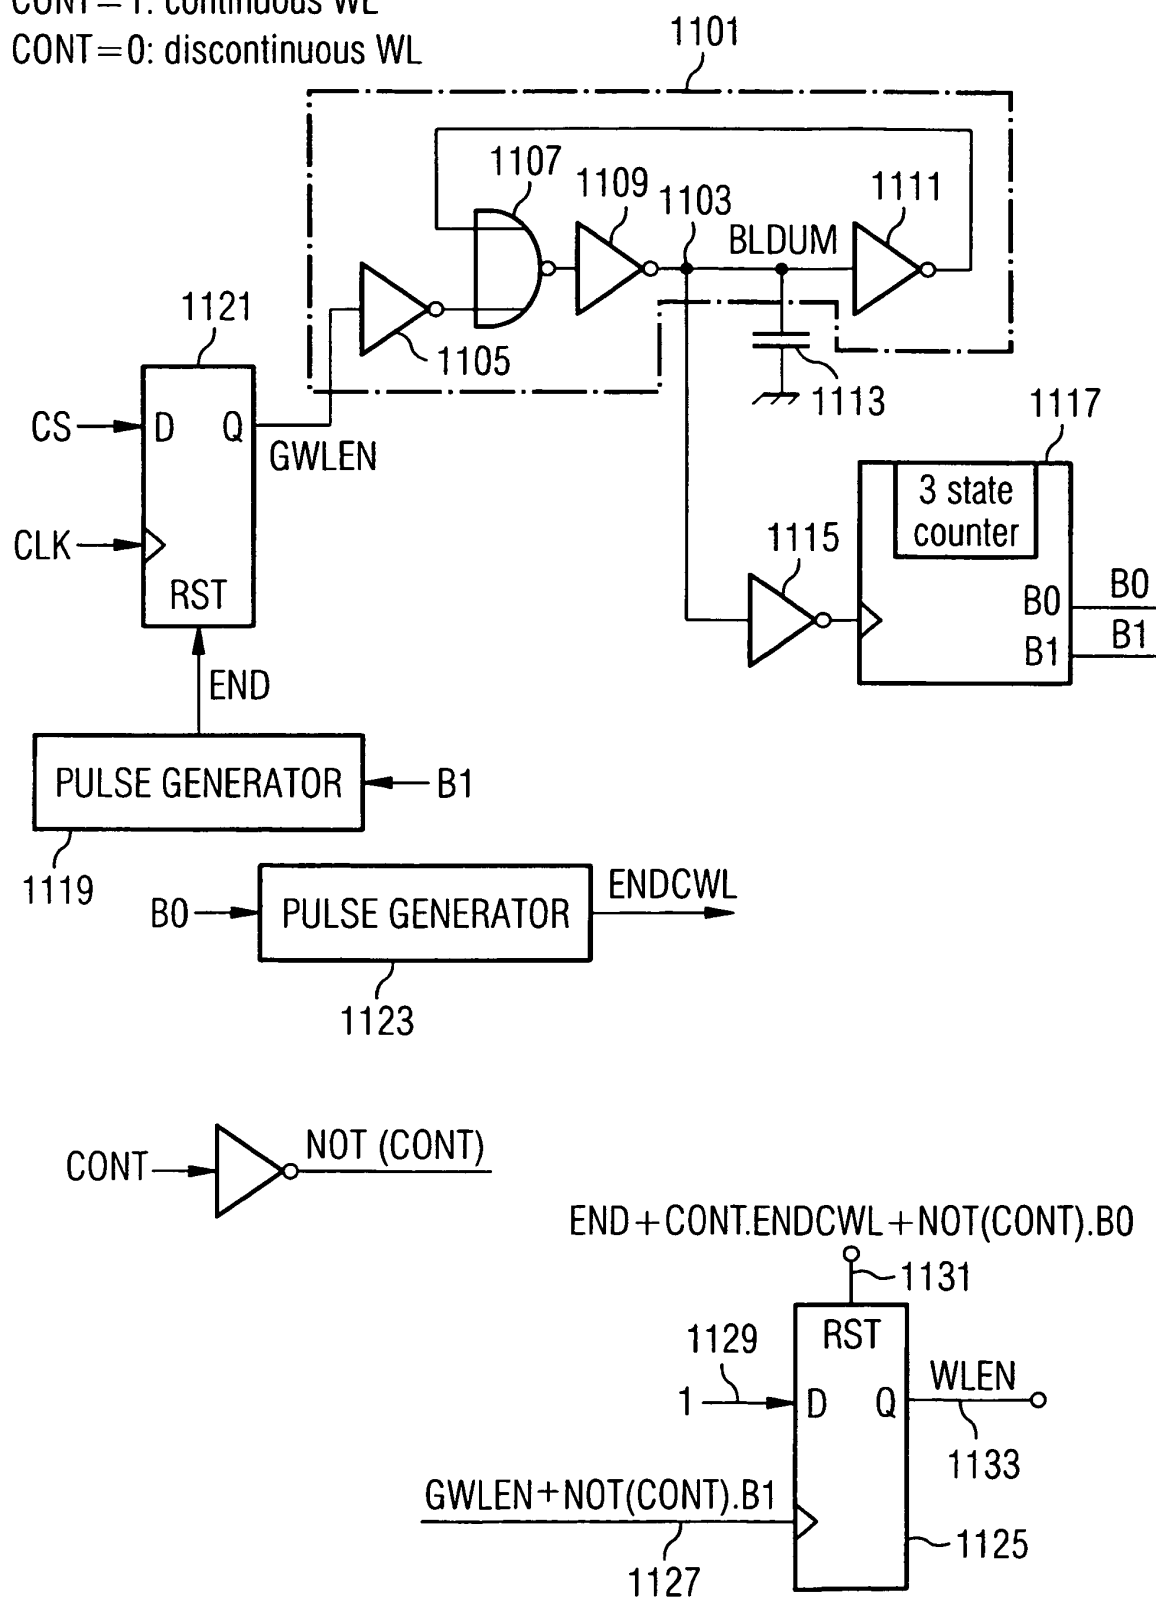 CONT=1: continuous WL
CONT=0: discontinuous WL
1101
1107
1109
1103
1111
BLDUM
1121
1105
1113
1117
CS
D
Q
GWLEN
3 state
counter
CLK
1115
RST
B0
B0
B1
B1
END
PULSE GENERATOR
B1
1119
ENDCWL
B0
PULSE GENERATOR
1123
CONT
NOT (CONT)
END+CONT.ENDCWL+NOT(CONT).B0
1131
RST
1129
WLEN
1
D
Q
1133
GWLEN+NOT(CONT).B1
1125
1127